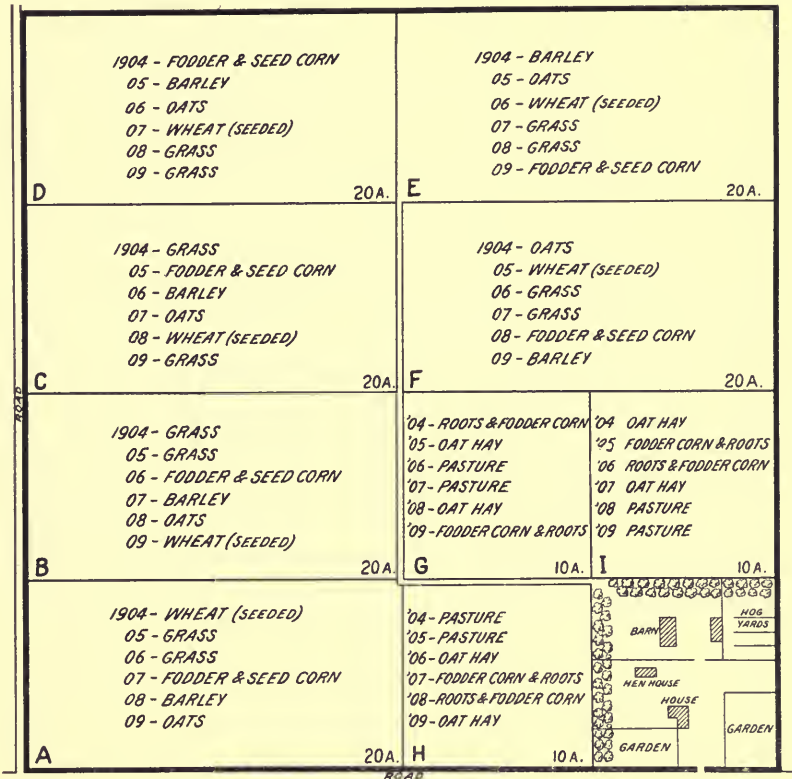 1904 - FODDER & SEED CORN
05 - BARLEY
06 - OATS
07 - WHEAT (SEEDED)
08 - GRASS
09 - GRASS
D
20A.
1904 - BARLEY
05 - OATS
06 - WHEAT (SEEDED)
07 - GRASS
08 - GRASS
09 - FODDER & SEED CORN
E
20A.
1904 - GRASS
05 - FODDER & SEED CORN
06 - BARLEY
07 - OATS
08 - WHEAT (SEEDED)
09 - GRASS
C
20A.
1904 - OATS
05 - WHEAT (SEEDED)
06 - GRASS
07 - GRASS
08 - FODDER & SEED CORN
09 - BARLEY
F
20A.
ROAD
1904 - GRASS
05 - GRASS
06 - FODDER & SEED CORN
07 - BARLEY
08 - OATS
09 - WHEAT (SEEDED)
B
20A.
'04 - ROOTS & FODDER CORN
'05 - OAT HAY
'06 - PASTURE
'07 - PASTURE
'08 - OAT HAY
'09 - FODDER CORN & ROOTS
G
10A.
'04 OAT HAY
'05 FODDER CORN & ROOTS
'06 ROOTS & FODDER CORN
'07 OAT HAY
'08 PASTURE
'09 PASTURE
I
10A.
1904 - WHEAT (SEEDED)
05 - GRASS
06 - GRASS
07 - FODDER & SEED CORN
08 - BARLEY
09 - OATS
A
20A.
'04 - PASTURE
'05 - PASTURE
'06 - OAT HAY
'07 - FODDER CORN & ROOTS
'08 - ROOTS & FODDER CORN
'09 - OAT HAY
H
10A.
HOG
YARDS
BARN
HEN HOUSE
HOUSE
GARDEN
GARDEN
ROAD